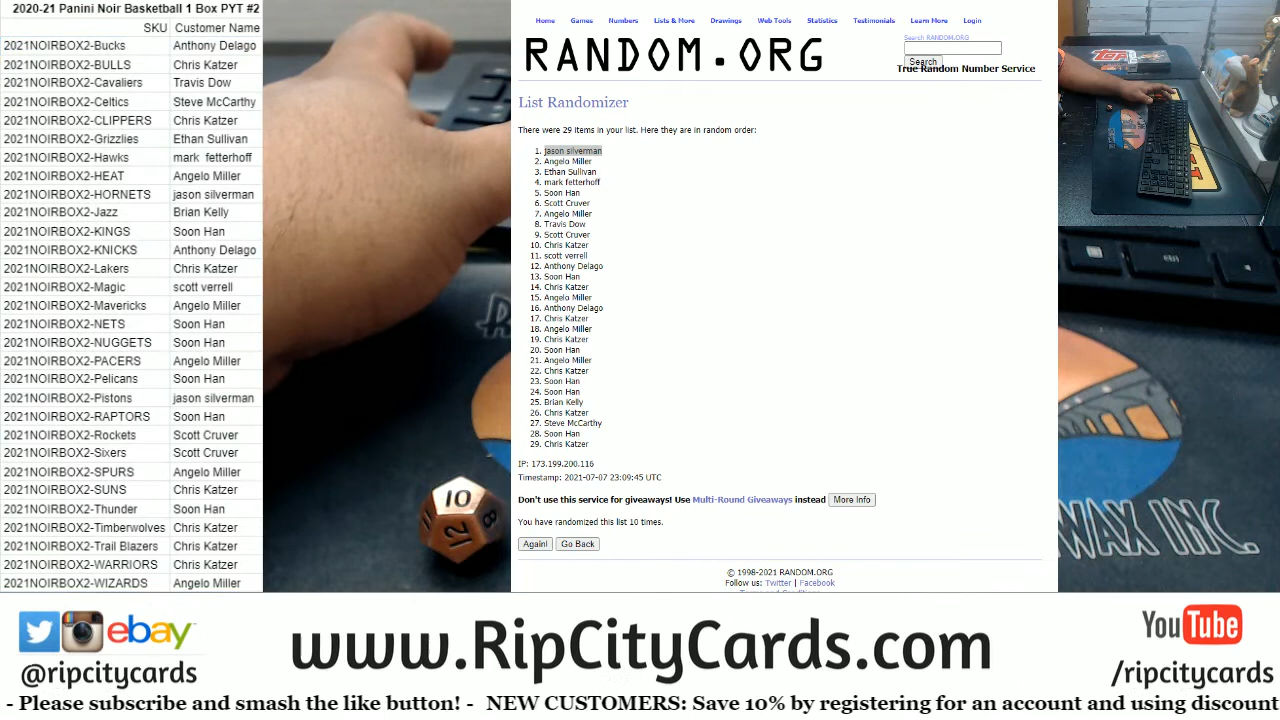 2020-21 Panini Noir Basketball 1 Box PYT #2
SKU Customer Name
2021NOIRBOX2-Bucks Anthony Delago
2021NOIRBOX2-BULLS Chris Katzer
2021NOIRBOX2-Cavaliers Travis Dow
2021NOIRBOX2-Celtics Steve McCarthy
2021NOIRBOX2-CLIPPERS Chris Katzer
2021NOIRBOX2-Grizzlies Ethan Sullivan
2021NOIRBOX2-Hawks mark fetterhoff
2021NOIRBOX2-HEAT Angelo Miller
2021NOIRBOX2-HORNETS jason silverman
2021NOIRBOX2-Jazz Brian Kelly
2021NOIRBOX2-KINGS Soon Han
2021NOIRBOX2-KNICKS Anthony Delago
2021NOIRBOX2-Lakers Chris Katzer
2021NOIRBOX2-Magic scott verrell
2021NOIRBOX2-Mavericks Angelo Miller
2021NOIRBOX2-NETS Soon Han
2021NOIRBOX2-NUGGETS Soon Han
2021NOIRBOX2-PACERS Angelo Miller
2021NOIRBOX2-Pelicans Soon Han
2021NOIRBOX2-Pistons jason silverman
2021NOIRBOX2-RAPTORS Soon Han
2021NOIRBOX2-Rockets Scott Cruver
2021NOIRBOX2-Sixers Scott Cruver
2021NOIRBOX2-SPURS Angelo Miller
2021NOIRBOX2-SUNS Chris Katzer
2021NOIRBOX2-Thunder Soon Han
2021NOIRBOX2-Timberwolves Chris Katzer
2021NOIRBOX2-Trail Blazers Chris Katzer
2021NOIRBOX2-WARRIORS Chris Katzer
2021NOIRBOX2-WIZARDS Angelo Miller
10
8
12
11
Home Games Numbers Lists & More Drawings Web Tools Statistics Testimonials Learn More Login
RANDOM.ORG
Search RANDOM.ORG
Search
True Random Number Service
List Randomizer
There were 29 items in your list. Here they are in random order:
1. jason silverman
2. Angelo Miller
3. Ethan Sullivan
4. mark fetterhoff
5. Soon Han
6. Scott Cruver
7. Angelo Miller
8. Travis Dow
9. Scott Cruver
10. Chris Katzer
11. scott verrell
12. Anthony Delago
13. Soon Han
14. Chris Katzer
15. Angelo Miller
16. Anthony Delago
17. Chris Katzer
18. Angelo Miller
19. Chris Katzer
20. Soon Han
21. Angelo Miller
22. Chris Katzer
23. Soon Han
24. Soon Han
25. Brian Kelly
26. Chris Katzer
27. Steve McCarthy
28. Soon Han
29. Chris Katzer
IP: 173.199.200.116
Timestamp: 2021-07-07 23:09:45 UTC
Don't use this service for giveaways! Use Multi-Round Giveaways instead More Info
You have randomized this list 10 times.
Again! Go Back
© 1998-2021 RANDOM.ORG
Follow us: Twitter | Facebook
Terms and Conditions
WAX INC.
ebay
@ripcitycards
www.RipCityCards.com
YouTube
/ripcitycards
- Please subscribe and smash the like button! - NEW CUSTOMERS: Save 10% by registering for an account and using discount